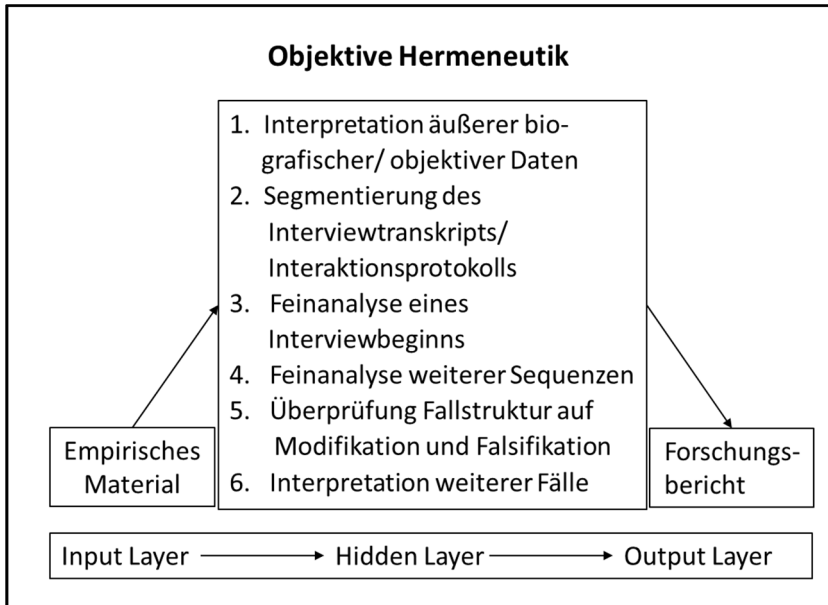 Objektive Hermeneutik
1. Interpretation äußerer bio-
grafischer/ objektiver Daten
2. Segmentierung des
Interviewtranskripts/
Interaktionsprotokolls
3. Feinanalyse eines
Interviewbeginns
4. Feinanalyse weiterer Sequenzen
5. Überprüfung Fallstruktur auf
Modifikation und Falsifikation
6. Interpretation weiterer Fälle
Empirisches
Material
Forschungs-
bericht
Input Layer Hidden Layer Output Layer